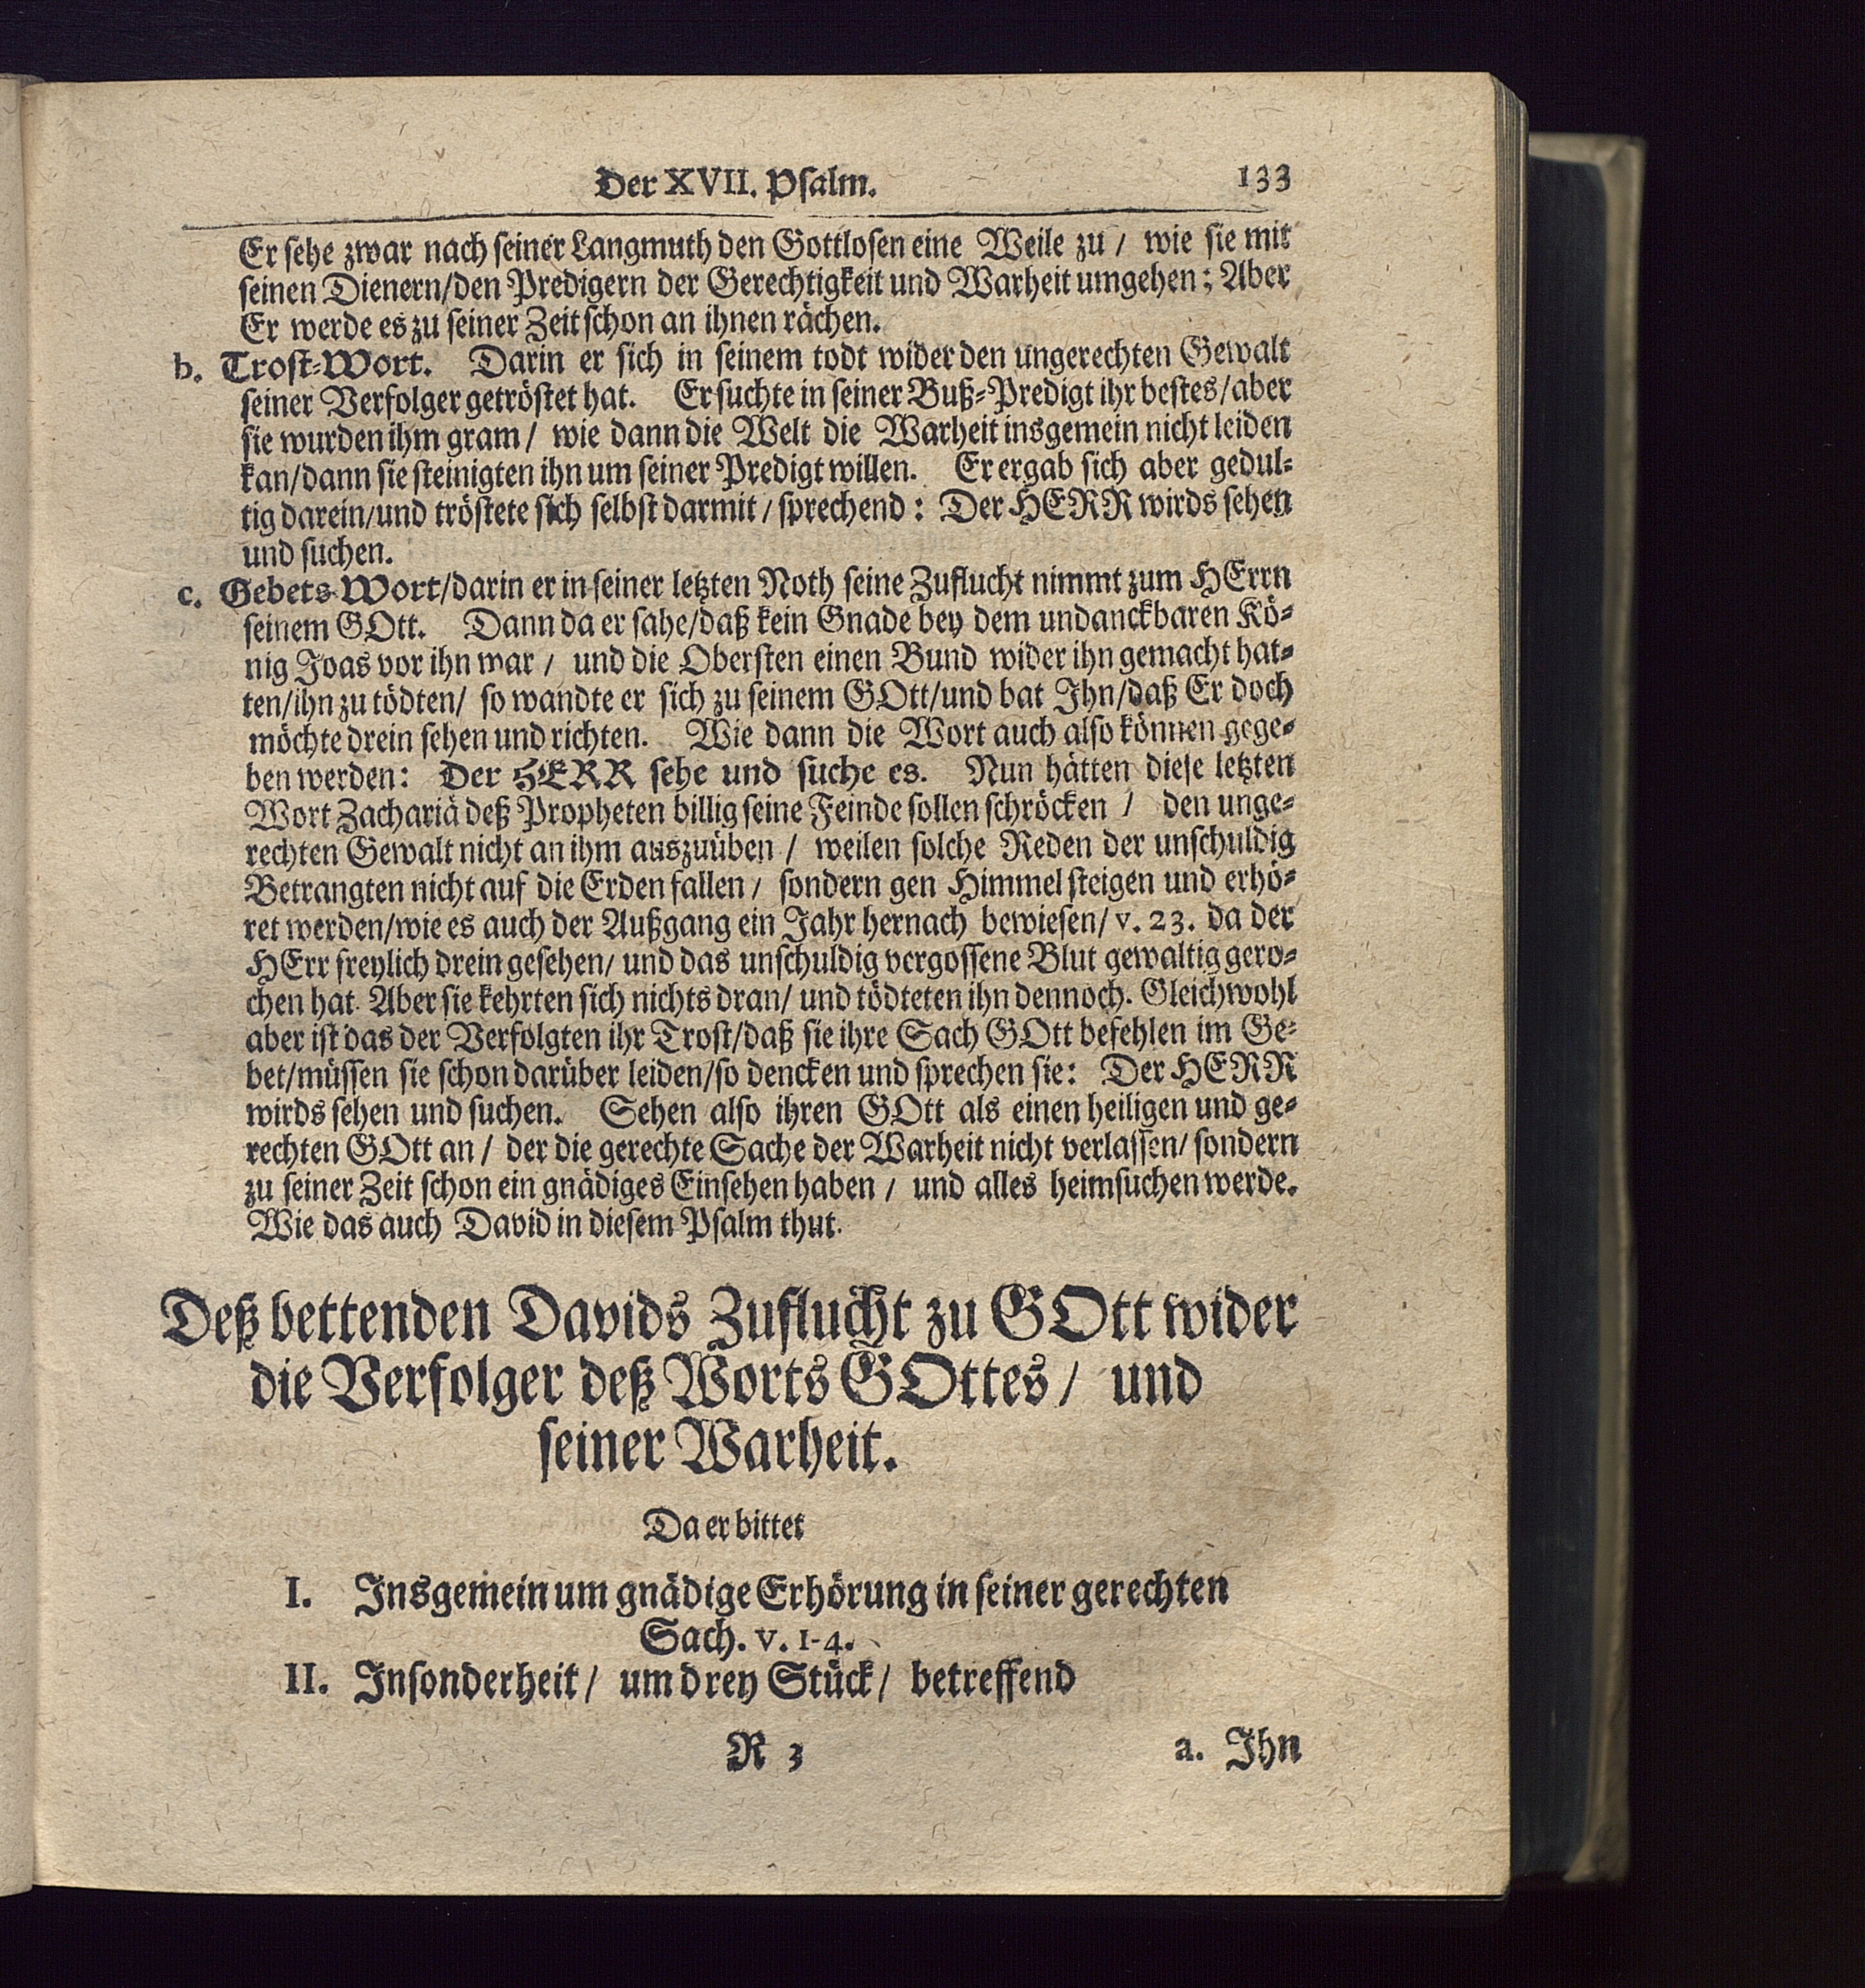 Der XVII. Psalm. 133
Er sehe zwar nach seiner Langmuth den Gottlosen eine Weile zu / wie sie mit
seinen Dienern/den Predigern der Gerechtigkeit und Warheit umgehen; Aber
Er werde es zu seiner Zeit schon an ihnen rächen.
b. Trost-Wort. Darin er sich in seinem todt wider den ungerechten Gewalt
seiner Verfolger getröstet hat. Er suchte in seiner Buß-Predigt ihr bestes/aber
sie wurden ihm gram / wie dann die Welt die Warheit insgemein nicht leiden
kan/dann sie steinigten ihn um seiner Predigt willen. Er ergab sich aber gedul-
tig darein/und tröstete sich selbst darmit / sprechend: Der HERR wirds sehen
und suchen.
c. Gebets-Wort/darin er in seiner letzten Noth seine Zuflucht nimmt zum HErrn
seinem GOtt. Dann da er sahe/daß kein Gnade bey dem undanckbaren Kö-
nig Joas vor ihn war / und die Obersten einen Bund wider ihn gemacht hat-
ten/ihn zu tödten/ so wandte er sich zu seinem GOtt/und bat Ihn/daß Er doch
möchte drein sehen und richten. Wie dann die Wort auch also können gege-
ben werden: Der HERR sehe und suche es. Nun hätten diese letzten
Wort Zachariä deß Propheten billig seine Feinde sollen schröcken / den unge-
rechten Gewalt nicht an ihm auszuüben / weilen solche Reden der unschuldig
Betrangten nicht auf die Erden fallen / sondern gen Himmel steigen und erhö-
ret werden/wie es auch der Außgang ein Jahr hernach bewiesen/ v. 23. da der
HErr freylich drein gesehen/ und das unschuldig vergossene Blut gewaltig gero-
chen hat. Aber sie kehrten sich nichts dran/ und tödteten ihn dennoch. Gleichwohl
aber ist das der Verfolgten ihr Trost/daß sie ihre Sach GOtt befehlen im Ge-
bet/müssen sie schon darüber leiden/so dencken und sprechen sie: Der HERR
wirds sehen und suchen. Sehen also ihren GOtt als einen heiligen und ge-
rechten GOtt an / der die gerechte Sache der Warheit nicht verlassen/ sondern
zu seiner Zeit schon ein gnädiges Einsehen haben / und alles heimsuchen werde.
Wie das auch David in diesem Psalm thut.
Deß bettenden Davids Zuflucht zu GOtt wider
die Verfolger deß Worts GOttes / und
seiner Warheit.
Da er bittet
I. Insgemein um gnädige Erhörung in seiner gerechten
Sach. v. 1-4.
II. Insonderheit / um drey Stück / betreffend
R 3 a. Ihn